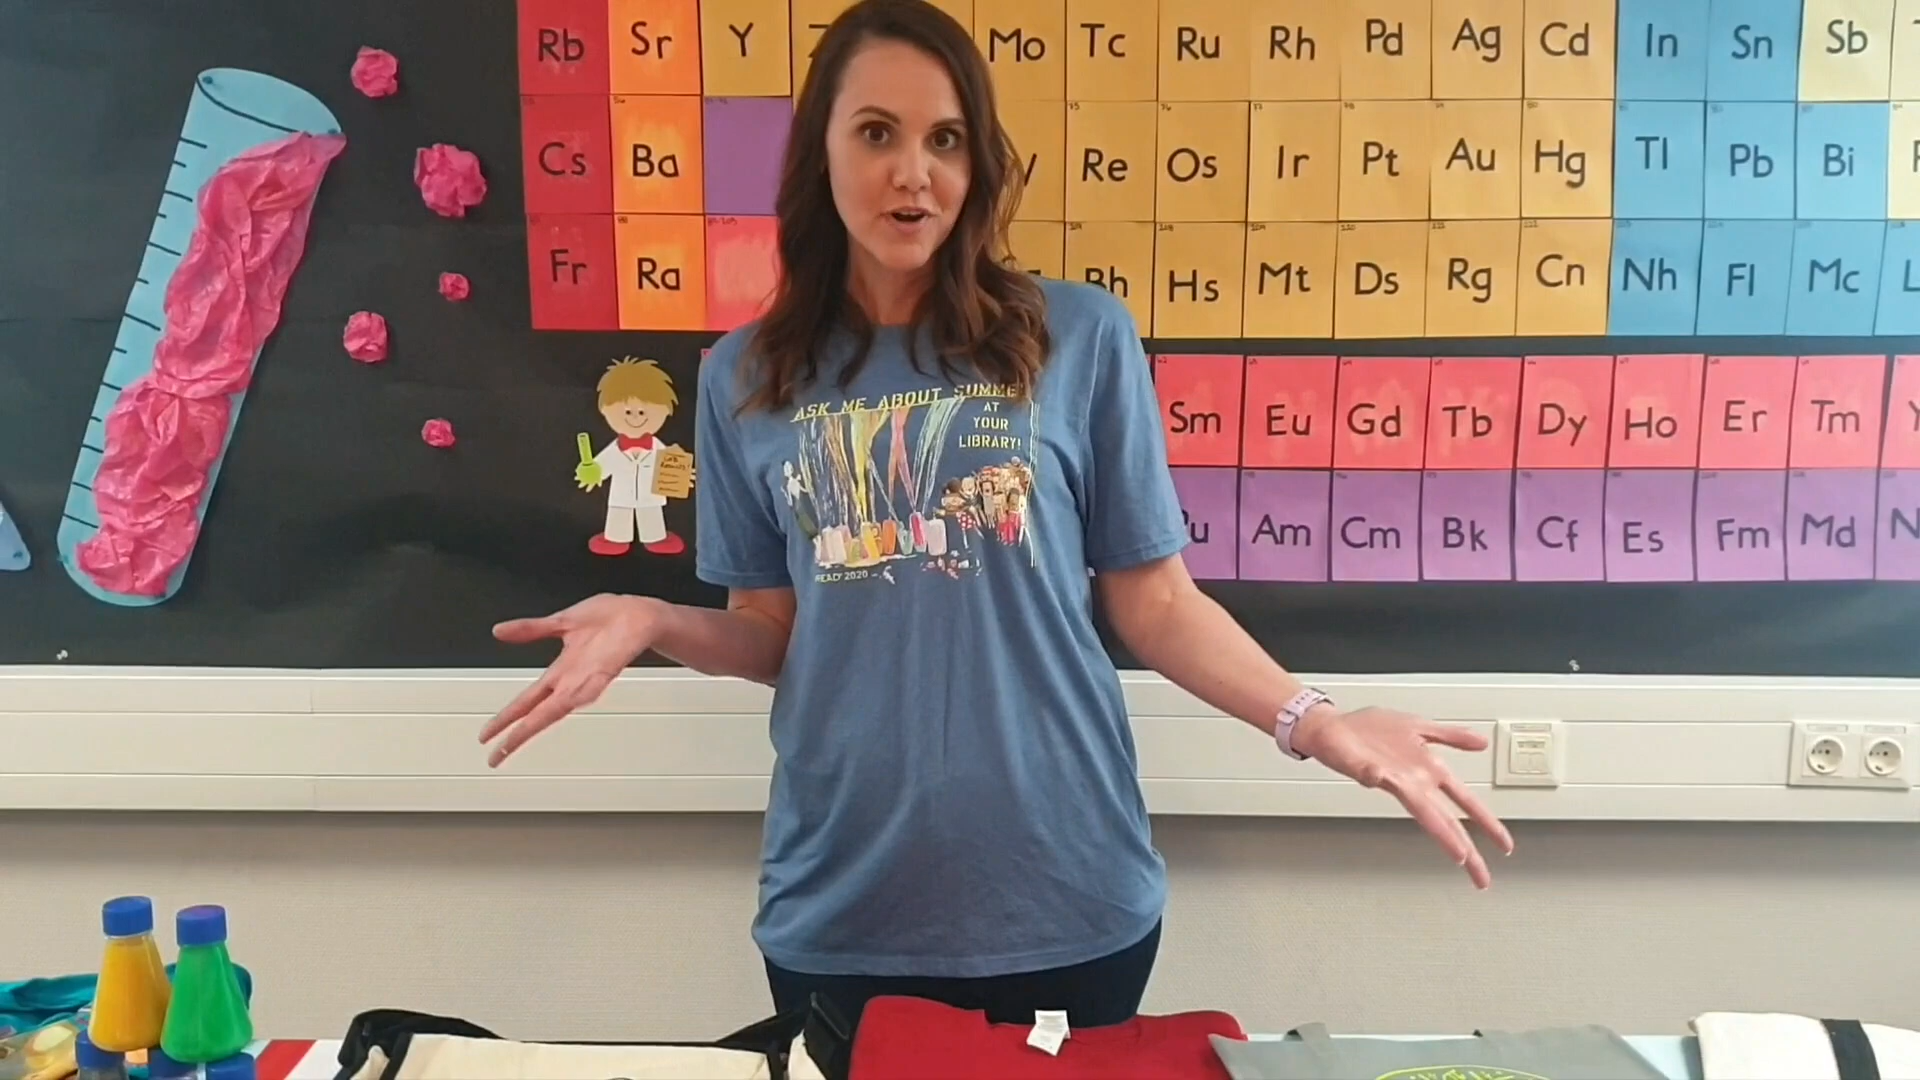 Rb Sr Y Mo Tc Ru Rh Pd Ag Cd In Sn Sb
Cs Ba Re Os Ir Pt Au Hg Tl Pb Bi
Fr Ra Bh Hs Mt Ds Rg Cn Nh Fl Mc
Sm Eu Gd Tb Dy Ho Er Tm
Am Cm Bk Cf Es Fm Md
Lab
Results!
ASK ME ABOUT SUMME
AT
YOUR
LIBRARY!
READ 2020